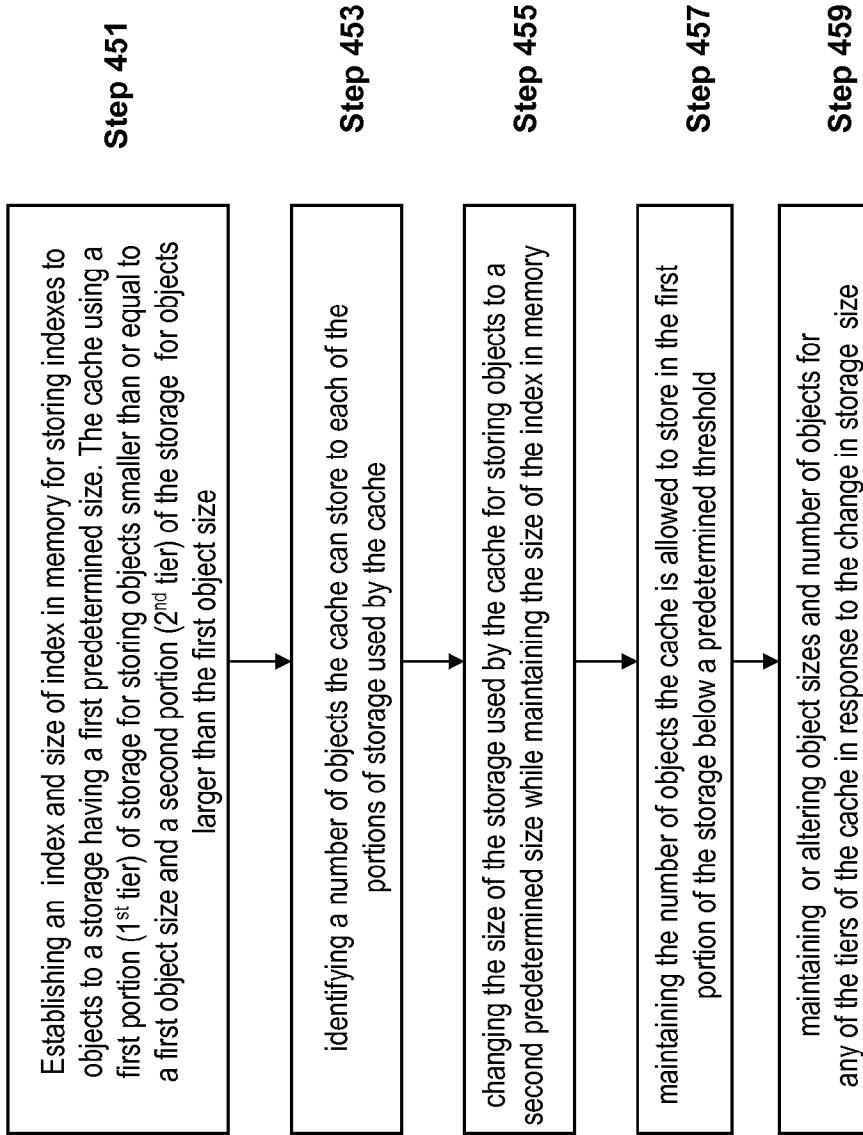 Establishing an index and size of index in memory for storing indexes to
objects to a storage having a first predetermined size. The cache using a
first portion (1st tier) of storage for storing objects smaller than or equal to
a first object size and a second portion (2nd tier) of the storage for objects
larger than the first object size
Step 451
identifying a number of objects the cache can store to each of the
portions of storage used by the cache
Step 453
changing the size of the storage used by the cache for storing objects to a
second predetermined size while maintaining the size of the index in memory
Step 455
maintaining the number of objects the cache is allowed to store in the first
portion of the storage below a predetermined threshold
Step 457
maintaining or altering object sizes and number of objects for
any of the tiers of the cache in response to the change in storage size
Step 459